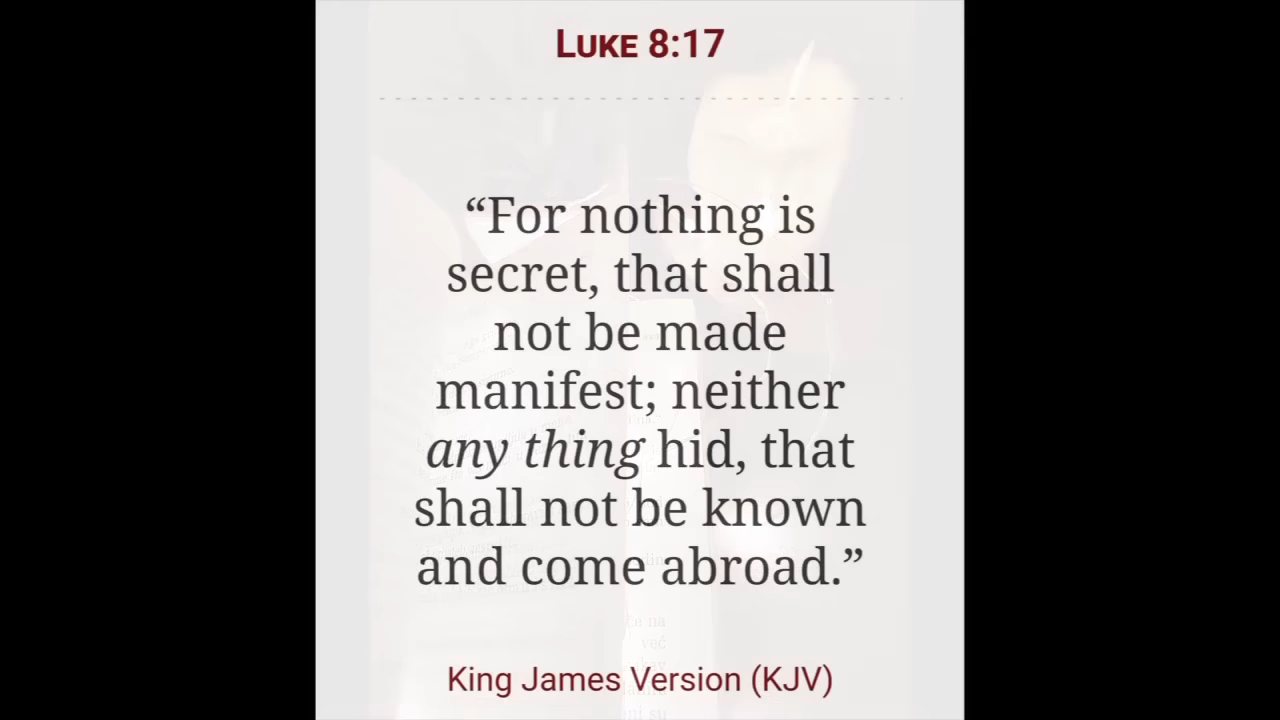 LUKE 8:17
“For nothing is
secret, that shall
not be made
manifest; neither
any thing hid, that
shall not be known
and come abroad.”
već
King James Version (KJV)